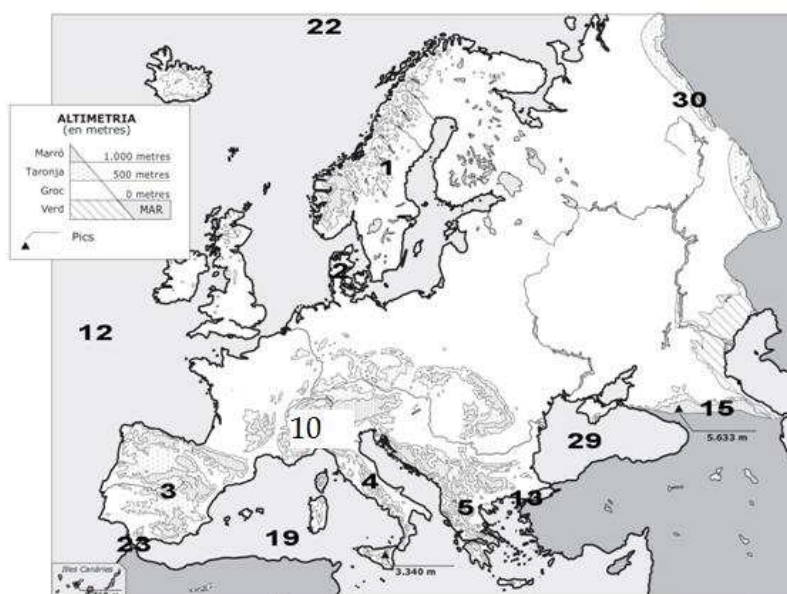 22
30
ALTIMETRIA
(en metres)
Marró 1.000 metres
Taronja 500 metres
Groc 0 metres
Verd MAR
Pics
1
2
12
15
5.633 m
10
29
3
4
5
13
23
19
3.340 m
Illes Canàries